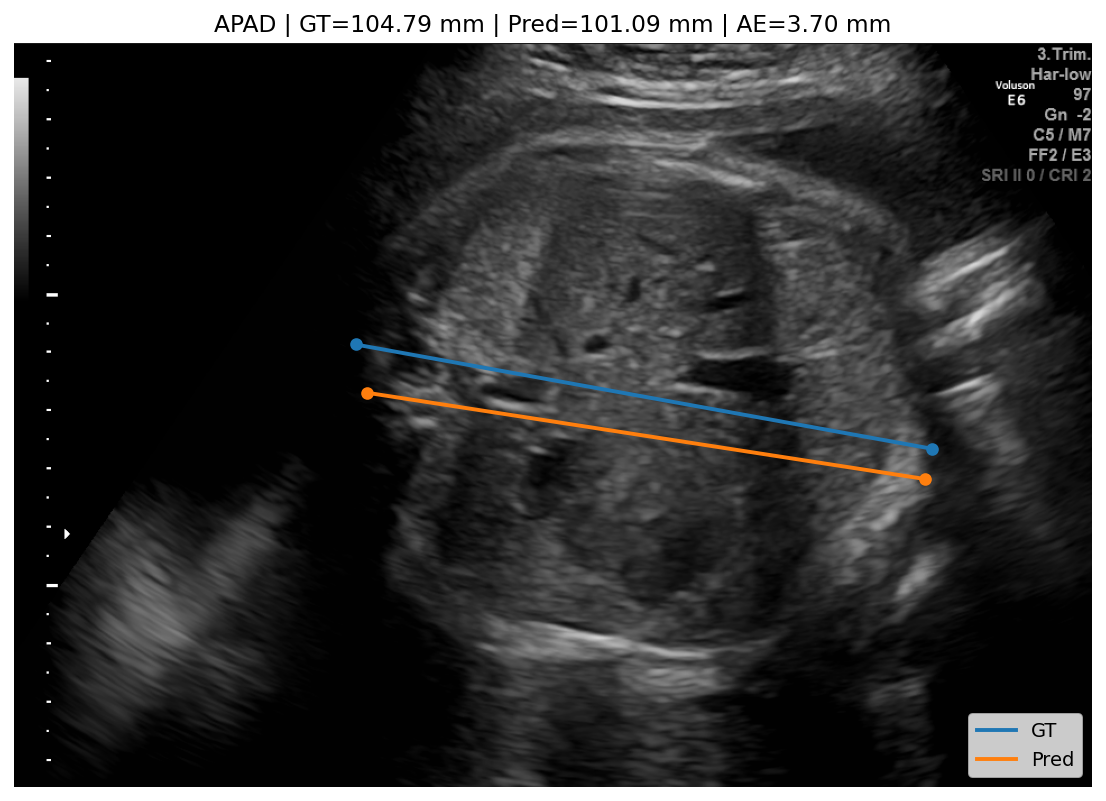 APAD | GT=104.79 mm | Pred=101.09 mm | AE=3.70 mm
3.Trim.
Har-low
Voluson
E6
97
Gn -2
C5 / M7
FF2 / E3
SRI II 0 / CRI 2
GT
Pred